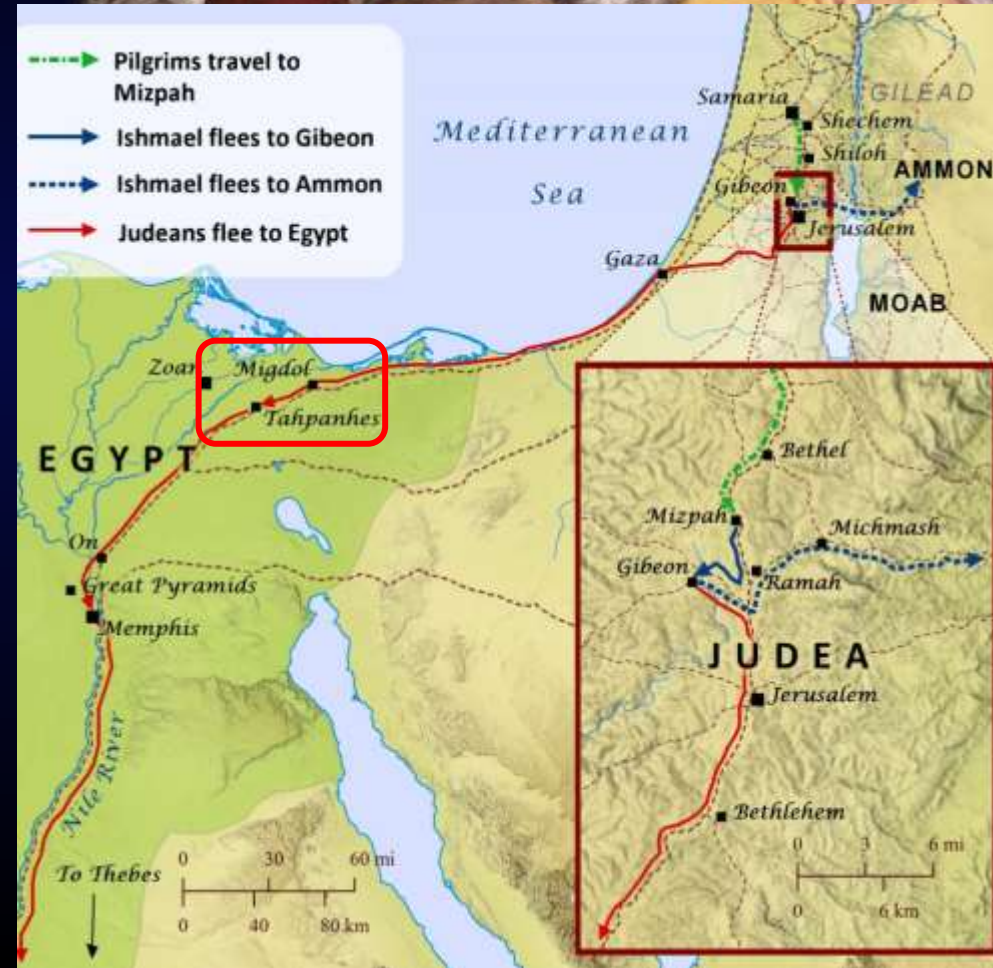 Pilgrims travel to
Mizpah
Ishmael flees to Gibeon
Ishmael flees to Ammon
Judeans flee to Egypt
Mediterranean
Sea
Samaria
GILEAD
Shechem
Shiloh
AMMON
Gibeon
Jerusalem
Gaza
MOAB
Zoan
Migdol
Tahpanhes
EGYPT
On
Great Pyramids
Memphis
Nile River
To Thebes
0 30 60 mi
0 40 80 km
Bethel
Mizpah
Michmash
Gibeon
Ramah
JUDEA
Jerusalem
Bethlehem
0 3 6 mi
0 6 km